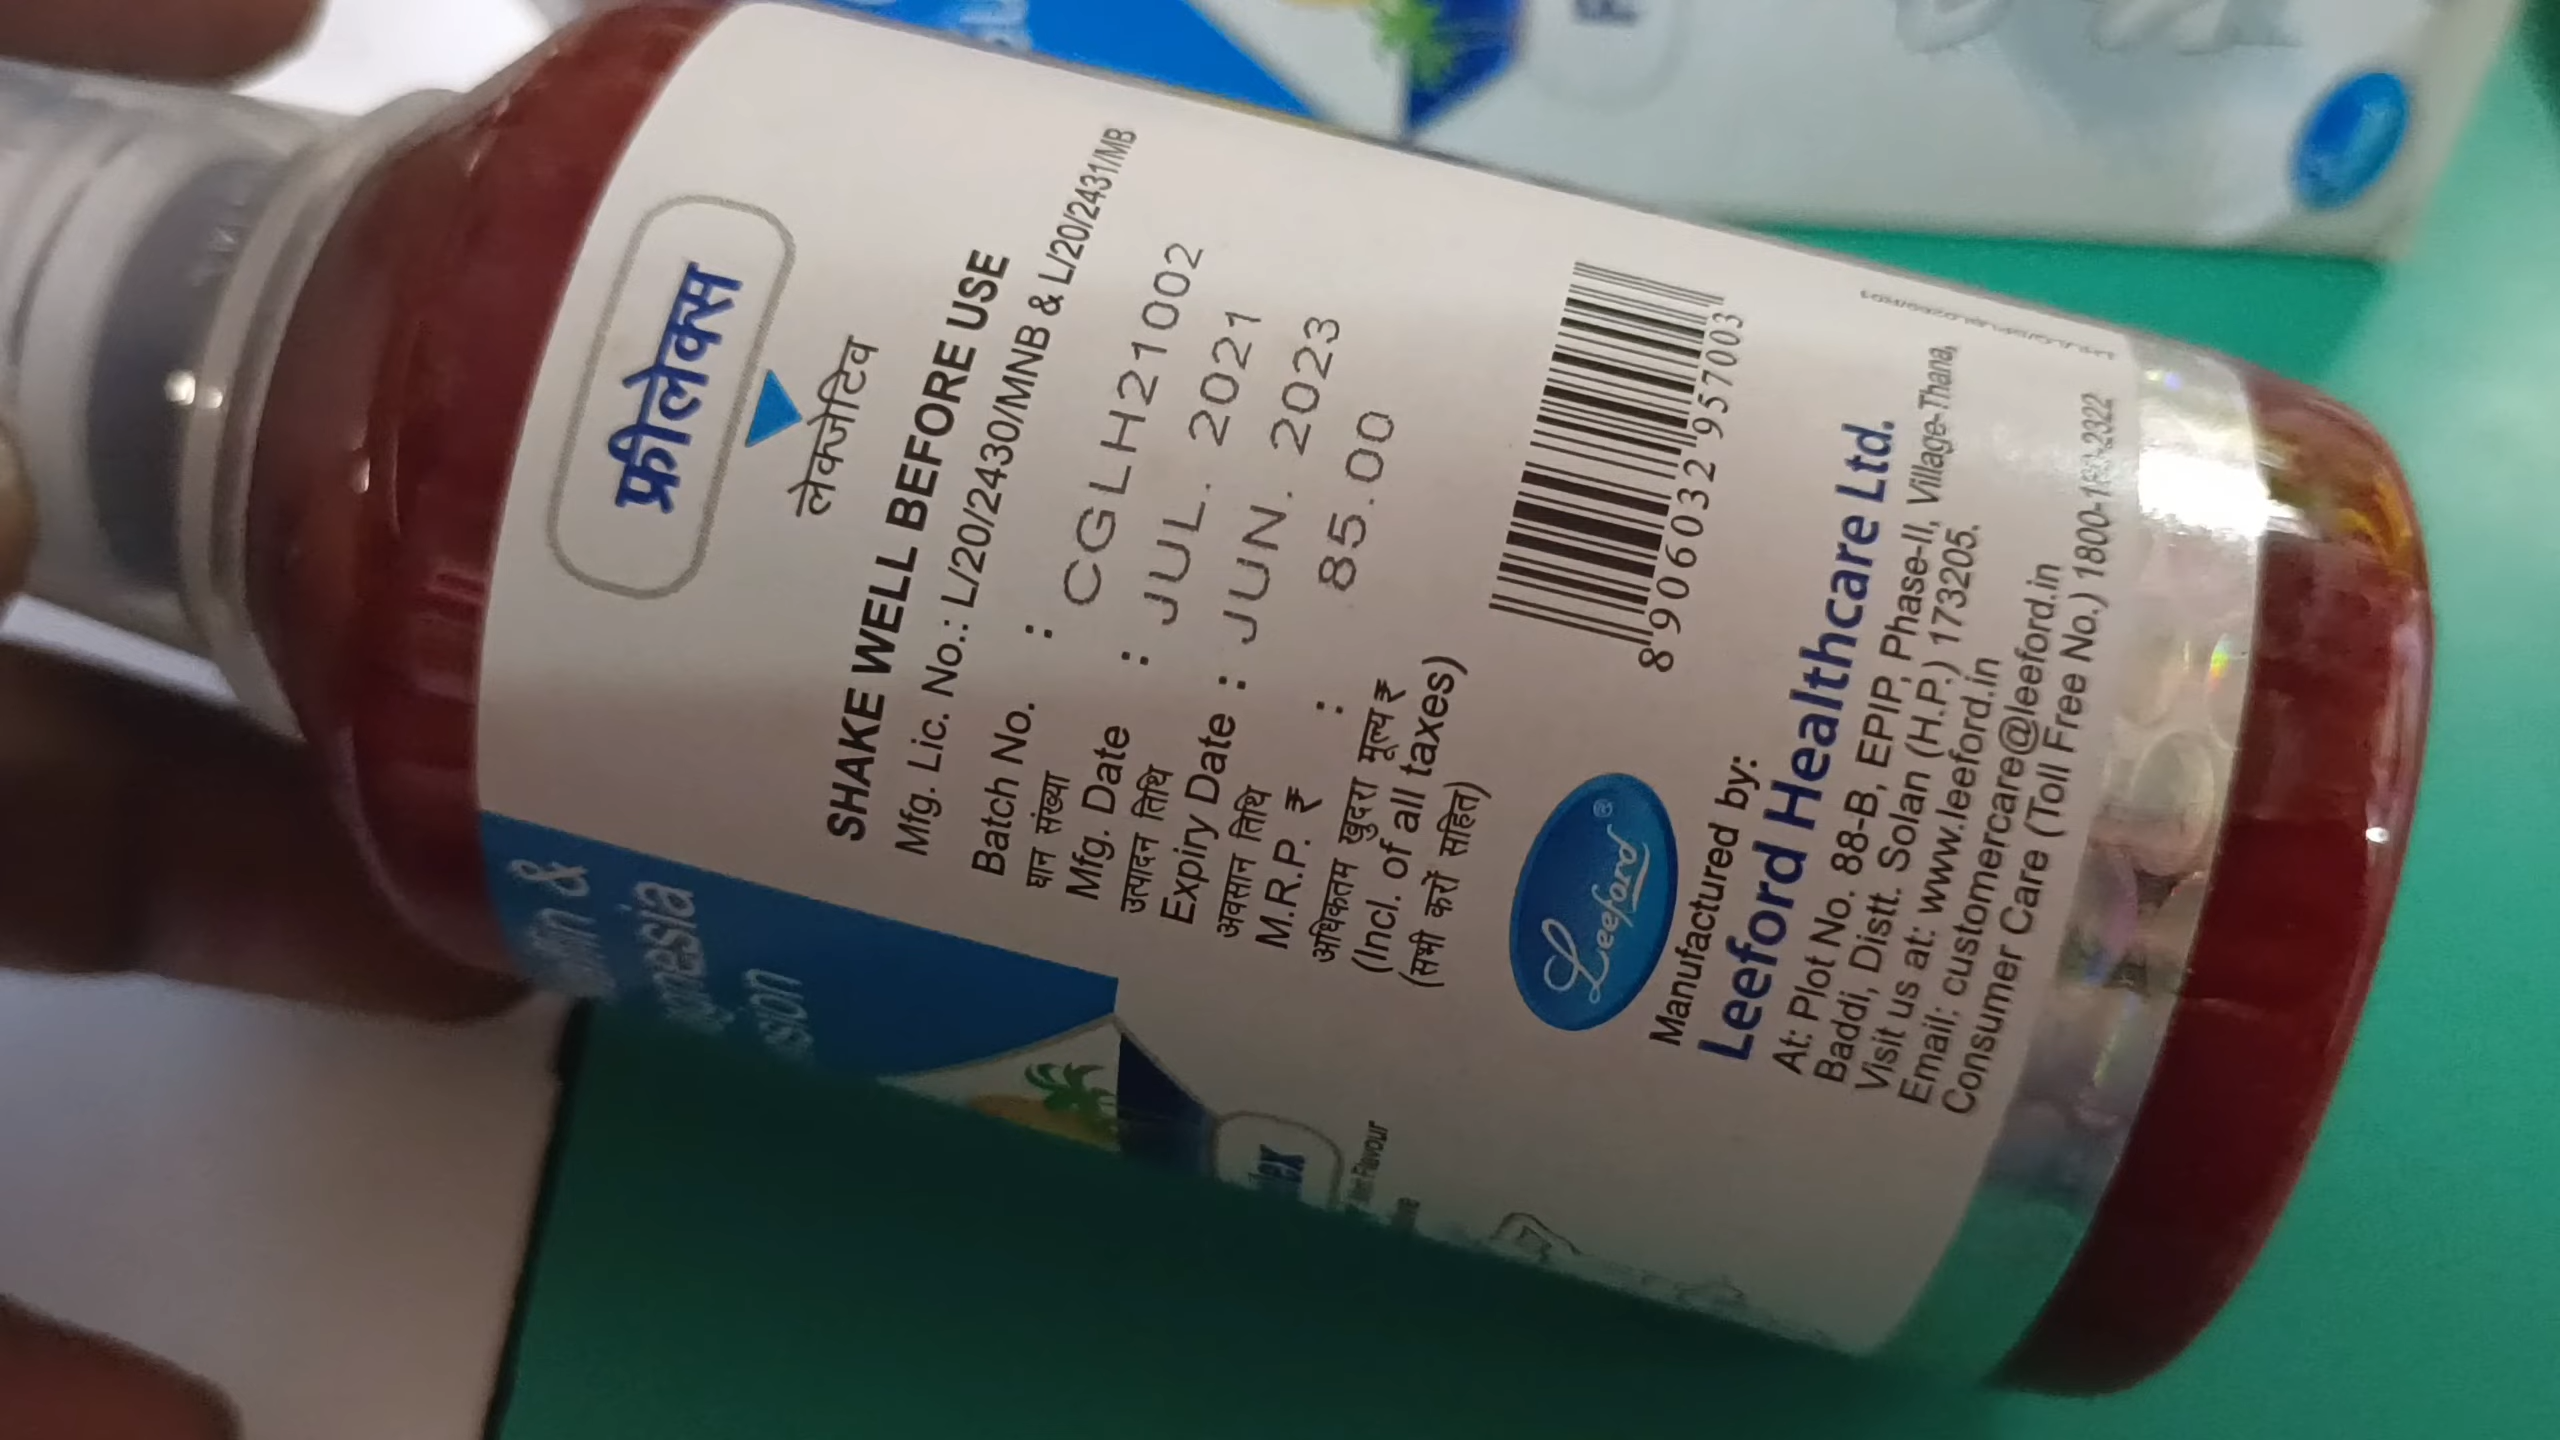 फ्रीलेक्स
लेक्जेटिव
SHAKE WELL BEFORE USE
Mfg. Lic. No.: L/20/2430/MNB & L/20/2431/MB
Batch No. : CGLH21002
घान संख्या
Mfg. Date : JUL. 2021
उत्पादन तिथि
Expiry Date : JUN. 2023
अवसान तिथि
M.R.P. ₹ : 85.00
अधिकतम खुदरा मूल्य ₹
(Incl. of all taxes)
(सभी करों सहित)
8 906032 957003
Leeford®
Manufactured by:
Leeford Healthcare Ltd.
At: Plot No. 88-B, EPIP, Phase-II, Village-Thana,
Baddi, Distt. Solan (H.P.) 173205.
Visit us at: www.leeford.in
Email: customercare@leeford.in
Consumer Care (Toll Free No.) 1800-180-2322
&
Flavour